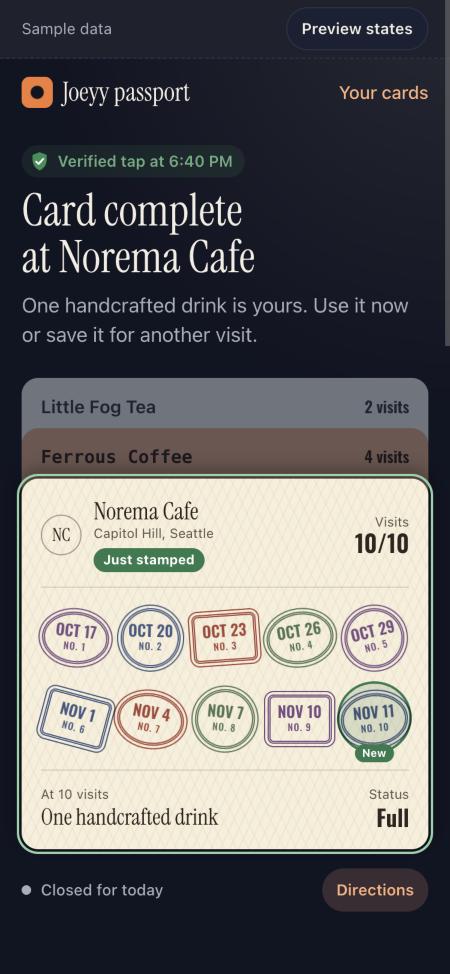 Sample data
Preview states
Joeyy passport
Your cards
Verified tap at 6:40 PM
Card complete
at Norema Cafe
One handcrafted drink is yours. Use it now
or save it for another visit.
Little Fog Tea
2 visits
Ferrous Coffee
4 visits
NC
Norema Cafe
Capitol Hill, Seattle
Just stamped
Visits
10/10
OCT 17
NO. 1
OCT 20
NO. 2
OCT 23
NO. 3
OCT 26
NO. 4
OCT 29
NO. 5
NOV 1
NO. 6
NOV 4
NO. 7
NOV 7
NO. 8
NOV 10
NO. 9
NOV 11
NO. 10
New
At 10 visits
One handcrafted drink
Status
Full
Closed for today
Directions